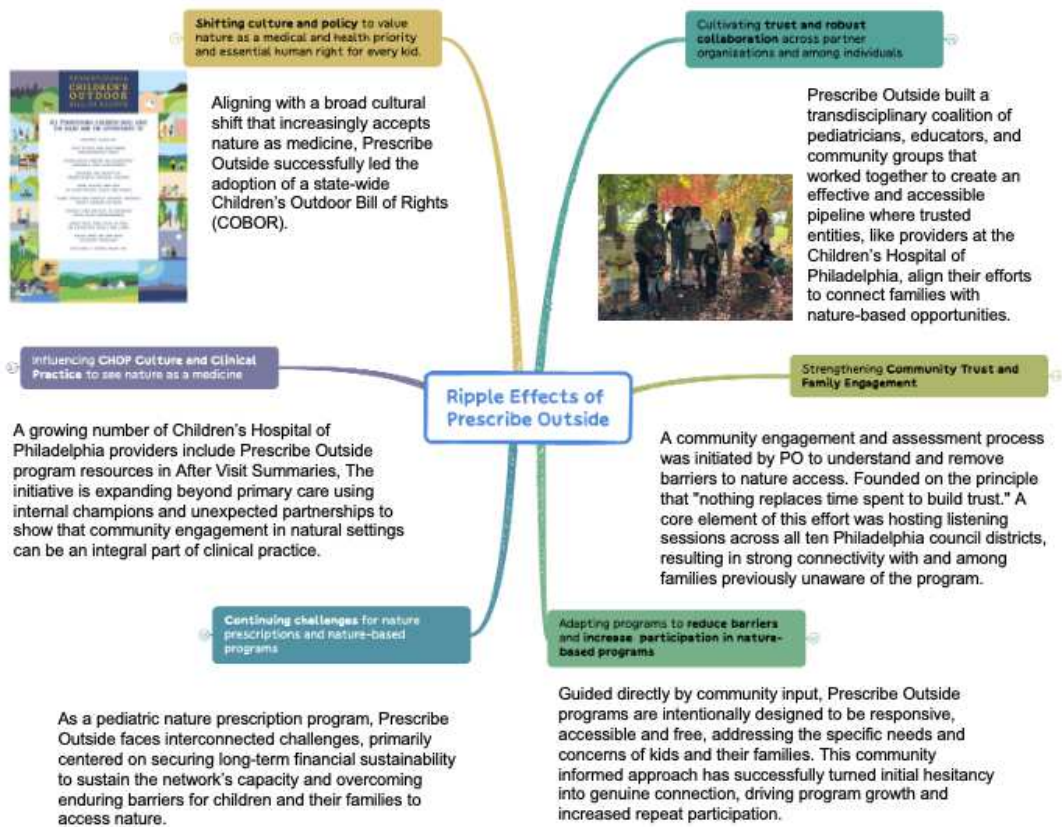 Shifting culture and policy to value
nature as a medical and health priority
and essential human right for every kid.
CHILDREN'S
OUTDOOR
Aligning with a broad cultural
shift that increasingly accepts
nature as medicine, Prescribe
Outside successfully led the
adoption of a state-wide
Children's Outdoor Bill of Rights
(COBOR).
Cultivating trust and robust
collaboration across partner
organizations and among individuals
Prescribe Outside built a
transdisciplinary coalition of
pediatricians, educators, and
community groups that
worked together to create an
effective and accessible
pipeline where trusted
entities, like providers at the
Children's Hospital of
Philadelphia, align their efforts
to connect families with
nature-based opportunities.
Influencing CHOP Culture and Clinical
Practice to see nature as a medicine
A growing number of Children's Hospital of
Philadelphia providers include Prescribe Outside
program resources in After Visit Summaries, The
initiative is expanding beyond primary care using
internal champions and unexpected partnerships to
show that community engagement in natural settings
can be an integral part of clinical practice.
Ripple Effects of
Prescribe Outside
Strengthening Community Trust and
Family Engagement
A community engagement and assessment process
was initiated by PO to understand and remove
barriers to nature access. Founded on the principle
that "nothing replaces time spent to build trust." A
core element of this effort was hosting listening
sessions across all ten Philadelphia council districts,
resulting in strong connectivity with and among
families previously unaware of the program.
Continuing challenges for nature
prescriptions and nature-based
programs
As a pediatric nature prescription program, Prescribe
Outside faces interconnected challenges, primarily
centered on securing long-term financial sustainability
to sustain the network's capacity and overcoming
enduring barriers for children and their families to
access nature.
Adapting programs to reduce barriers
and increase participation in nature-
based programs
Guided directly by community input, Prescribe Outside
programs are intentionally designed to be responsive,
accessible and free, addressing the specific needs and
concerns of kids and their families. This community
informed approach has successfully turned initial hesitancy
into genuine connection, driving program growth and
increased repeat participation.